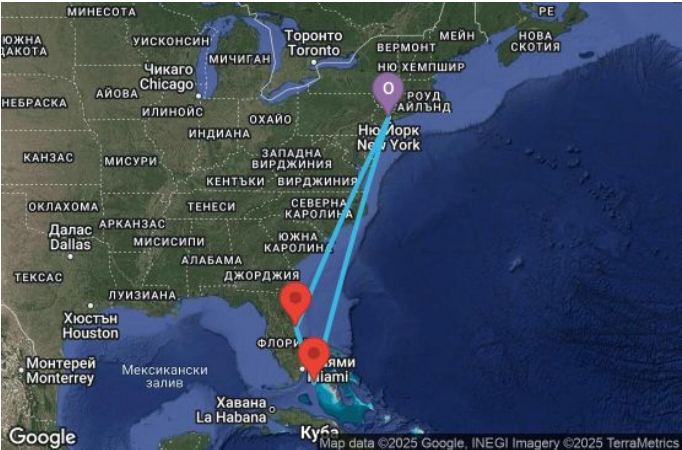 МИНЕСОТА
PE
ЮЖНА
ДАКОТА
УИСКОНСИН
Торонто
Toronto
МЕЙН
НОВА
СКОТИЯ
ВЕРМОНТ
МИЧИГАН
НЮ ХЕМПШИР
Чикаго
Chicago
НЕБРАСКА
АЙОВА
O
РОУД
АЙЛЪНД
ИЛИНОЙС
ОХАЙО
ИНДИАНА
Ню Йорк
New York
КАНЗАС
МИСУРИ
ЗАПАДНА
ВИРДЖИНИЯ
КЕНТЪКИ
ВИРДЖИНИЯ
ОКЛАХОМА
ТЕНЕСИ
СЕВЕРНА
КАРОЛИНА
АРКАНЗАС
Далас
Dallas
МИСИСИПИ
ЮЖНА
КАРОЛИНА
АЛАБАМА
ТЕКСАС
ДЖОРДЖИЯ
ЛУИЗИАНА
Хюстън
Houston
ФЛОРИ
Монтерей
Monterrey
Мексикански
залив
ями
Miami
Хавана
La Habana
Куба
Google
Map data ©2025 Google, INEGI Imagery ©2025 TerraMetrics